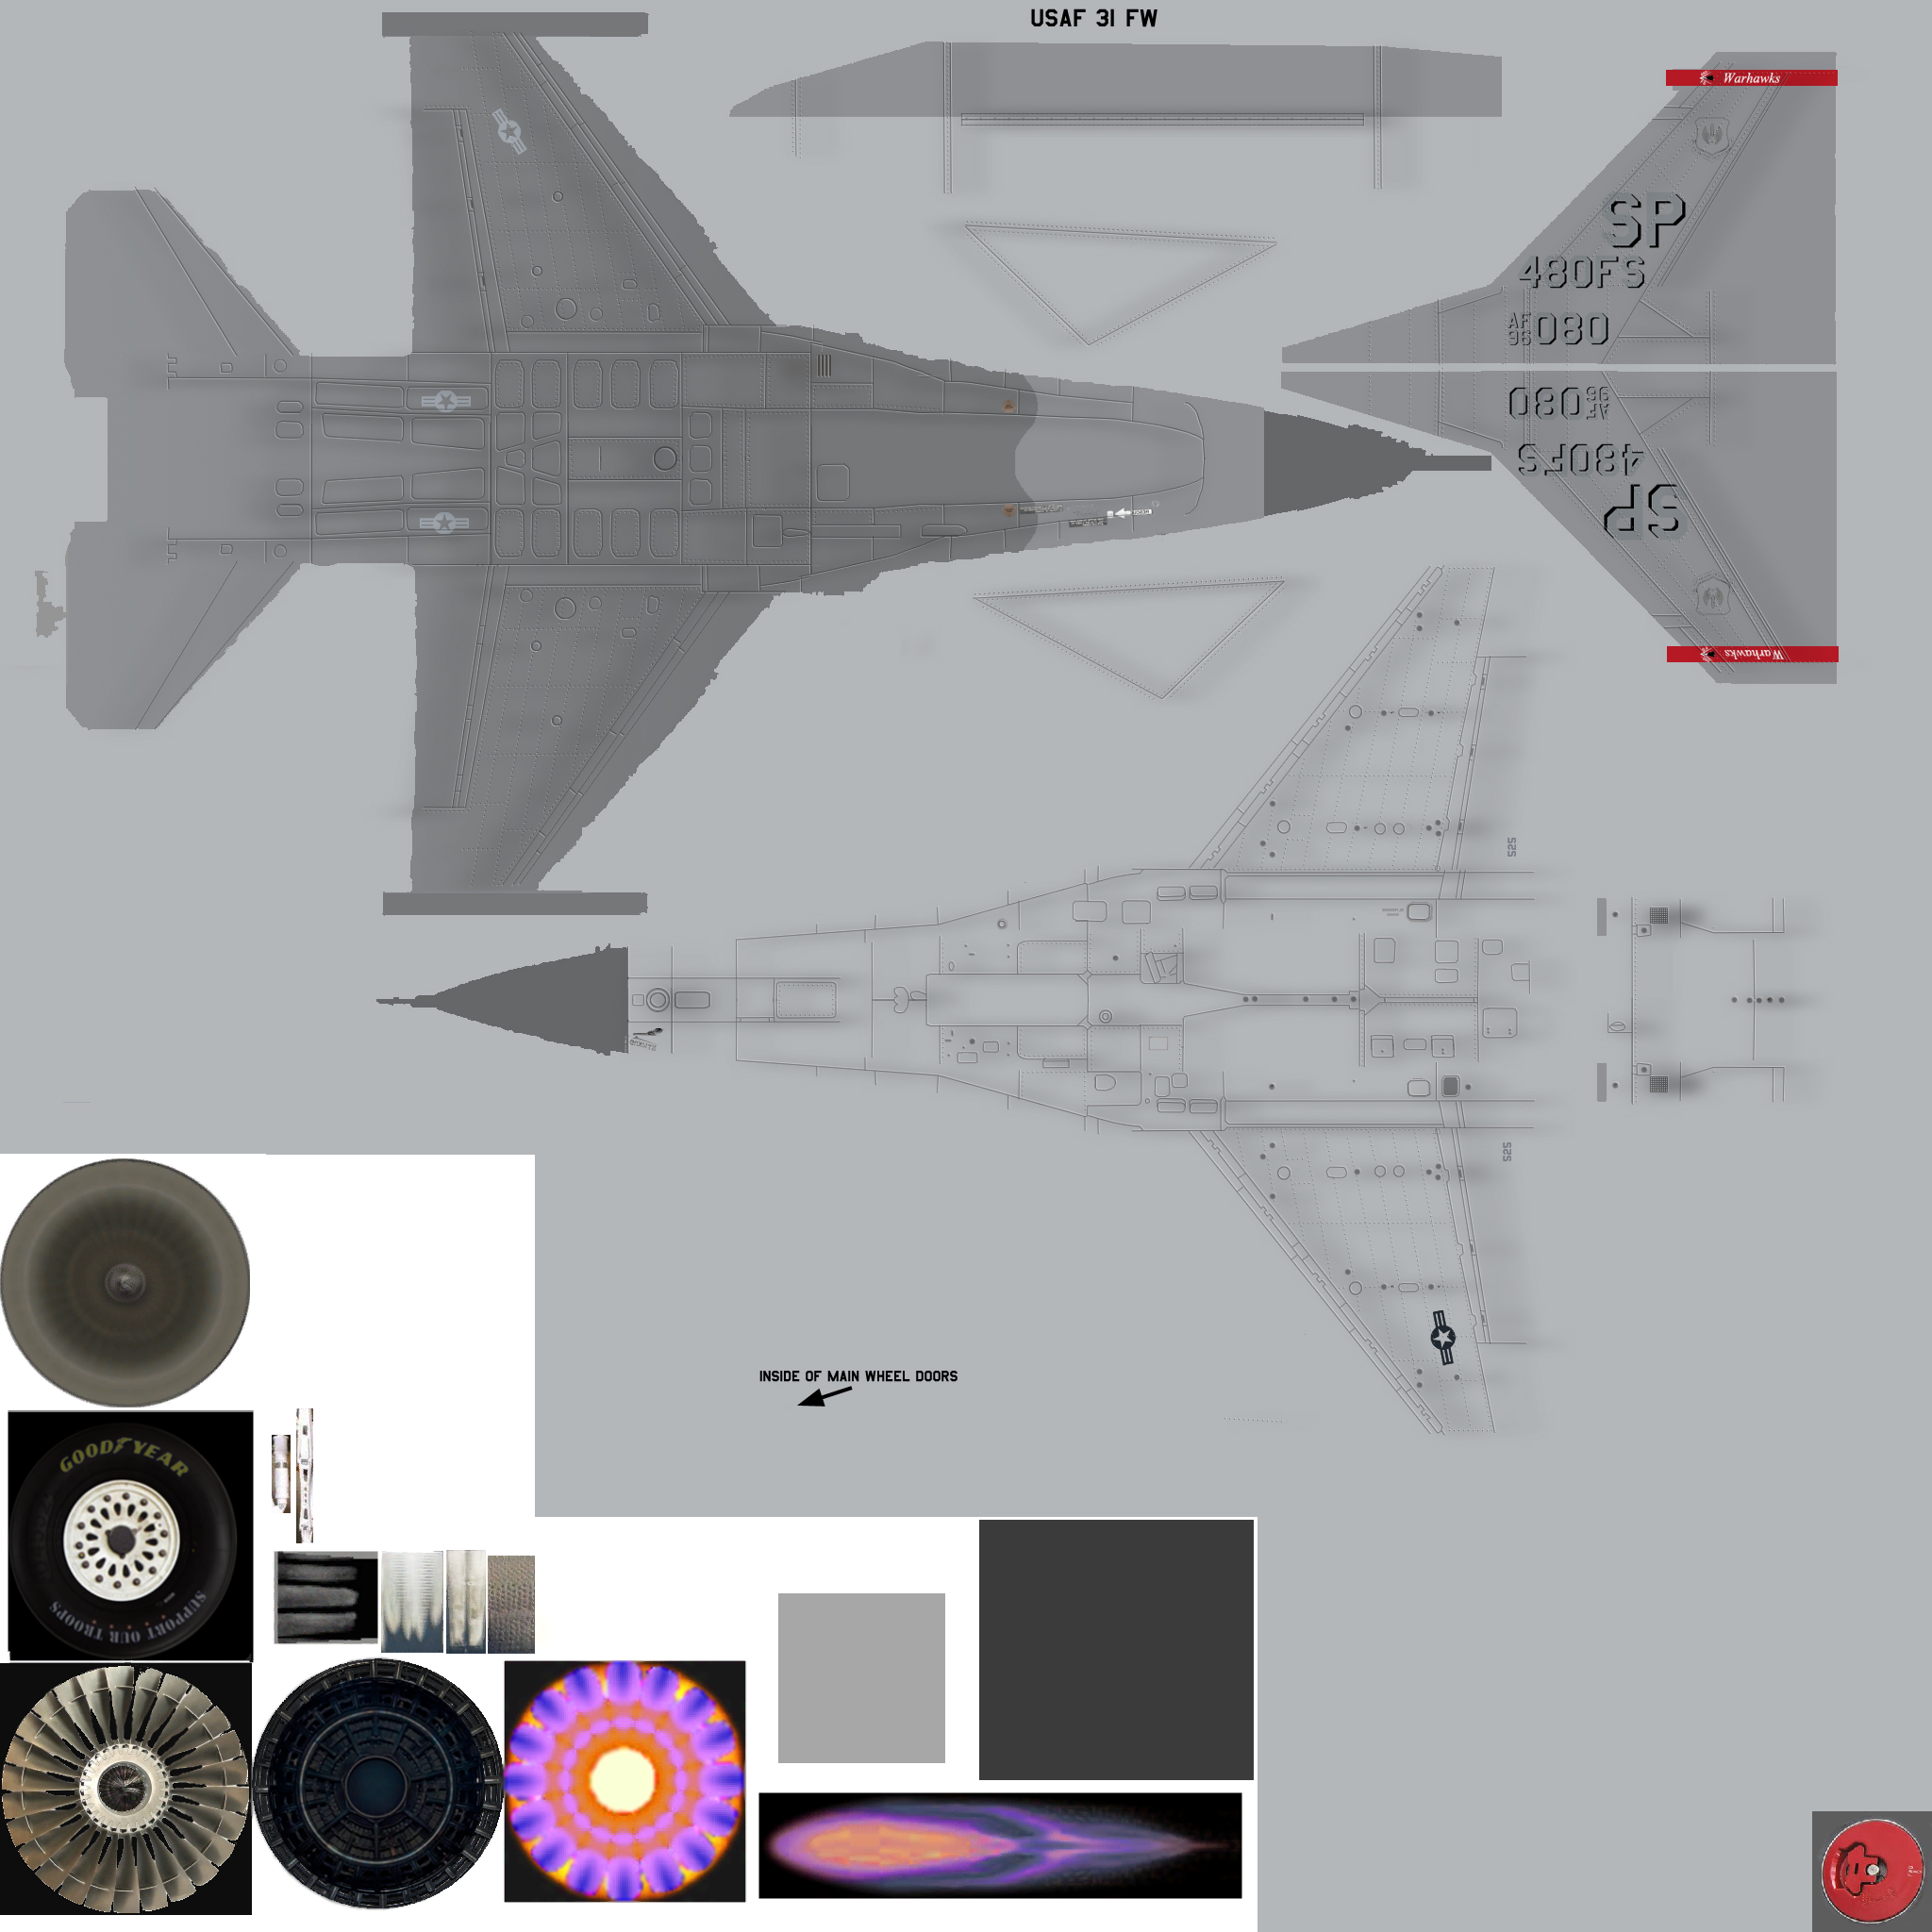 USAF 31 FW
Warhawks
SP
480FS
AF
96
080
080
AF
96
480FS
SP
Warhawks
525
525
INSIDE OF MAIN WHEEL DOORS
GOODYEAR
SUPPORT OUR TROOPS